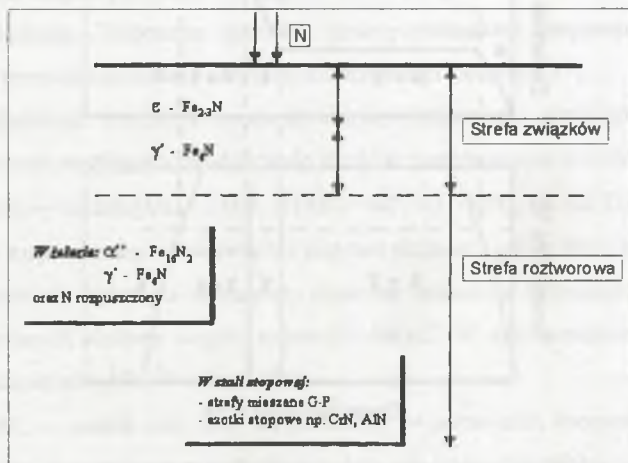 N
ε - Fe₂₋₃N
γ' - Fe₄N
Strefa związków
W żelazie: α'' - Fe₁₆N₂
γ' - Fe₄N
oraz N rozpuszczony
Strefa roztworowa
W stali stopowej:
- strefy mieszane G-P
- azotki stopowe np. CrN, AlN